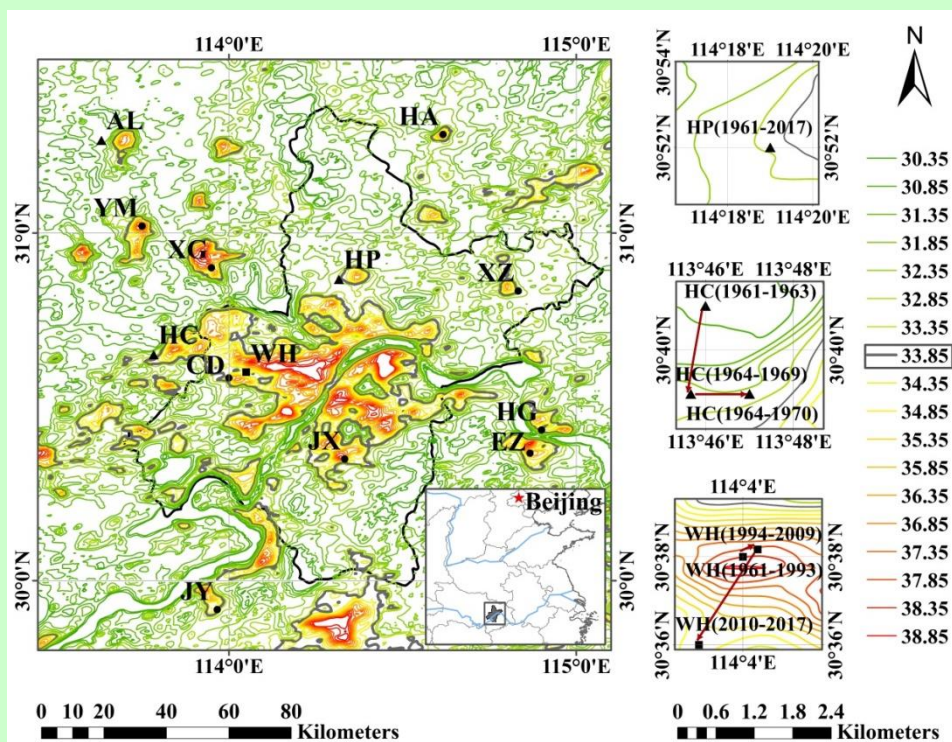 114°0'E
115°0'E
AL
HA
YM
31°0'N
XG
HP
XZ
HC
CD
WH
HG
JX
EZ
Beijing
30°0'N
JY
114°0'E
115°0'E
0 10 20 40 60 80
Kilometers
114°18'E
114°20'E
30°54'N
30°54'N
HP(1961-2017)
30°52'N
30°52'N
114°18'E
114°20'E
113°46'E
113°48'E
HC(1961-1963)
30°40'N
30°40'N
HC(1964-1969)
HC(1964-1970)
113°46'E
113°48'E
114°4'E
WH(1994-2009)
30°38'N
30°38'N
WH(1961-1993)
WH(2010-2017)
30°36'N
30°36'N
114°4'E
0 0.6 1.2 2.4
Kilometers
N
30.35
30.85
31.35
31.85
32.35
32.85
33.35
33.85
34.35
34.85
35.35
35.85
36.35
36.85
37.35
37.85
38.35
38.85